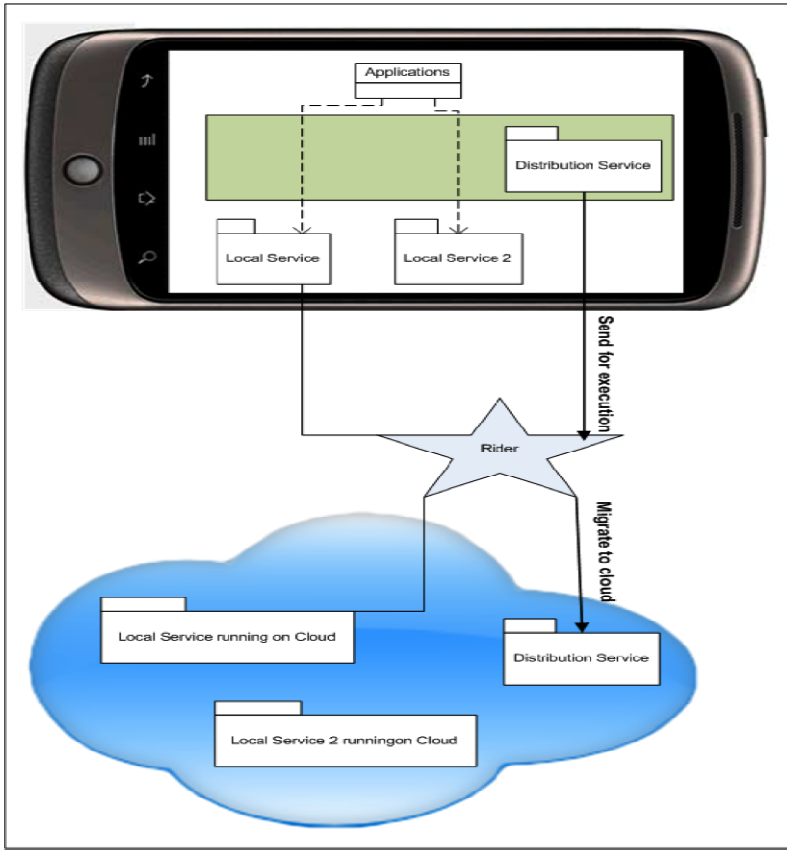 Applications
Distribution Service
Local Service
Local Service 2
Send for execution
Rider
Migrate to cloud
Local Service running on Cloud
Distribution Service
Local Service 2 runningon Cloud